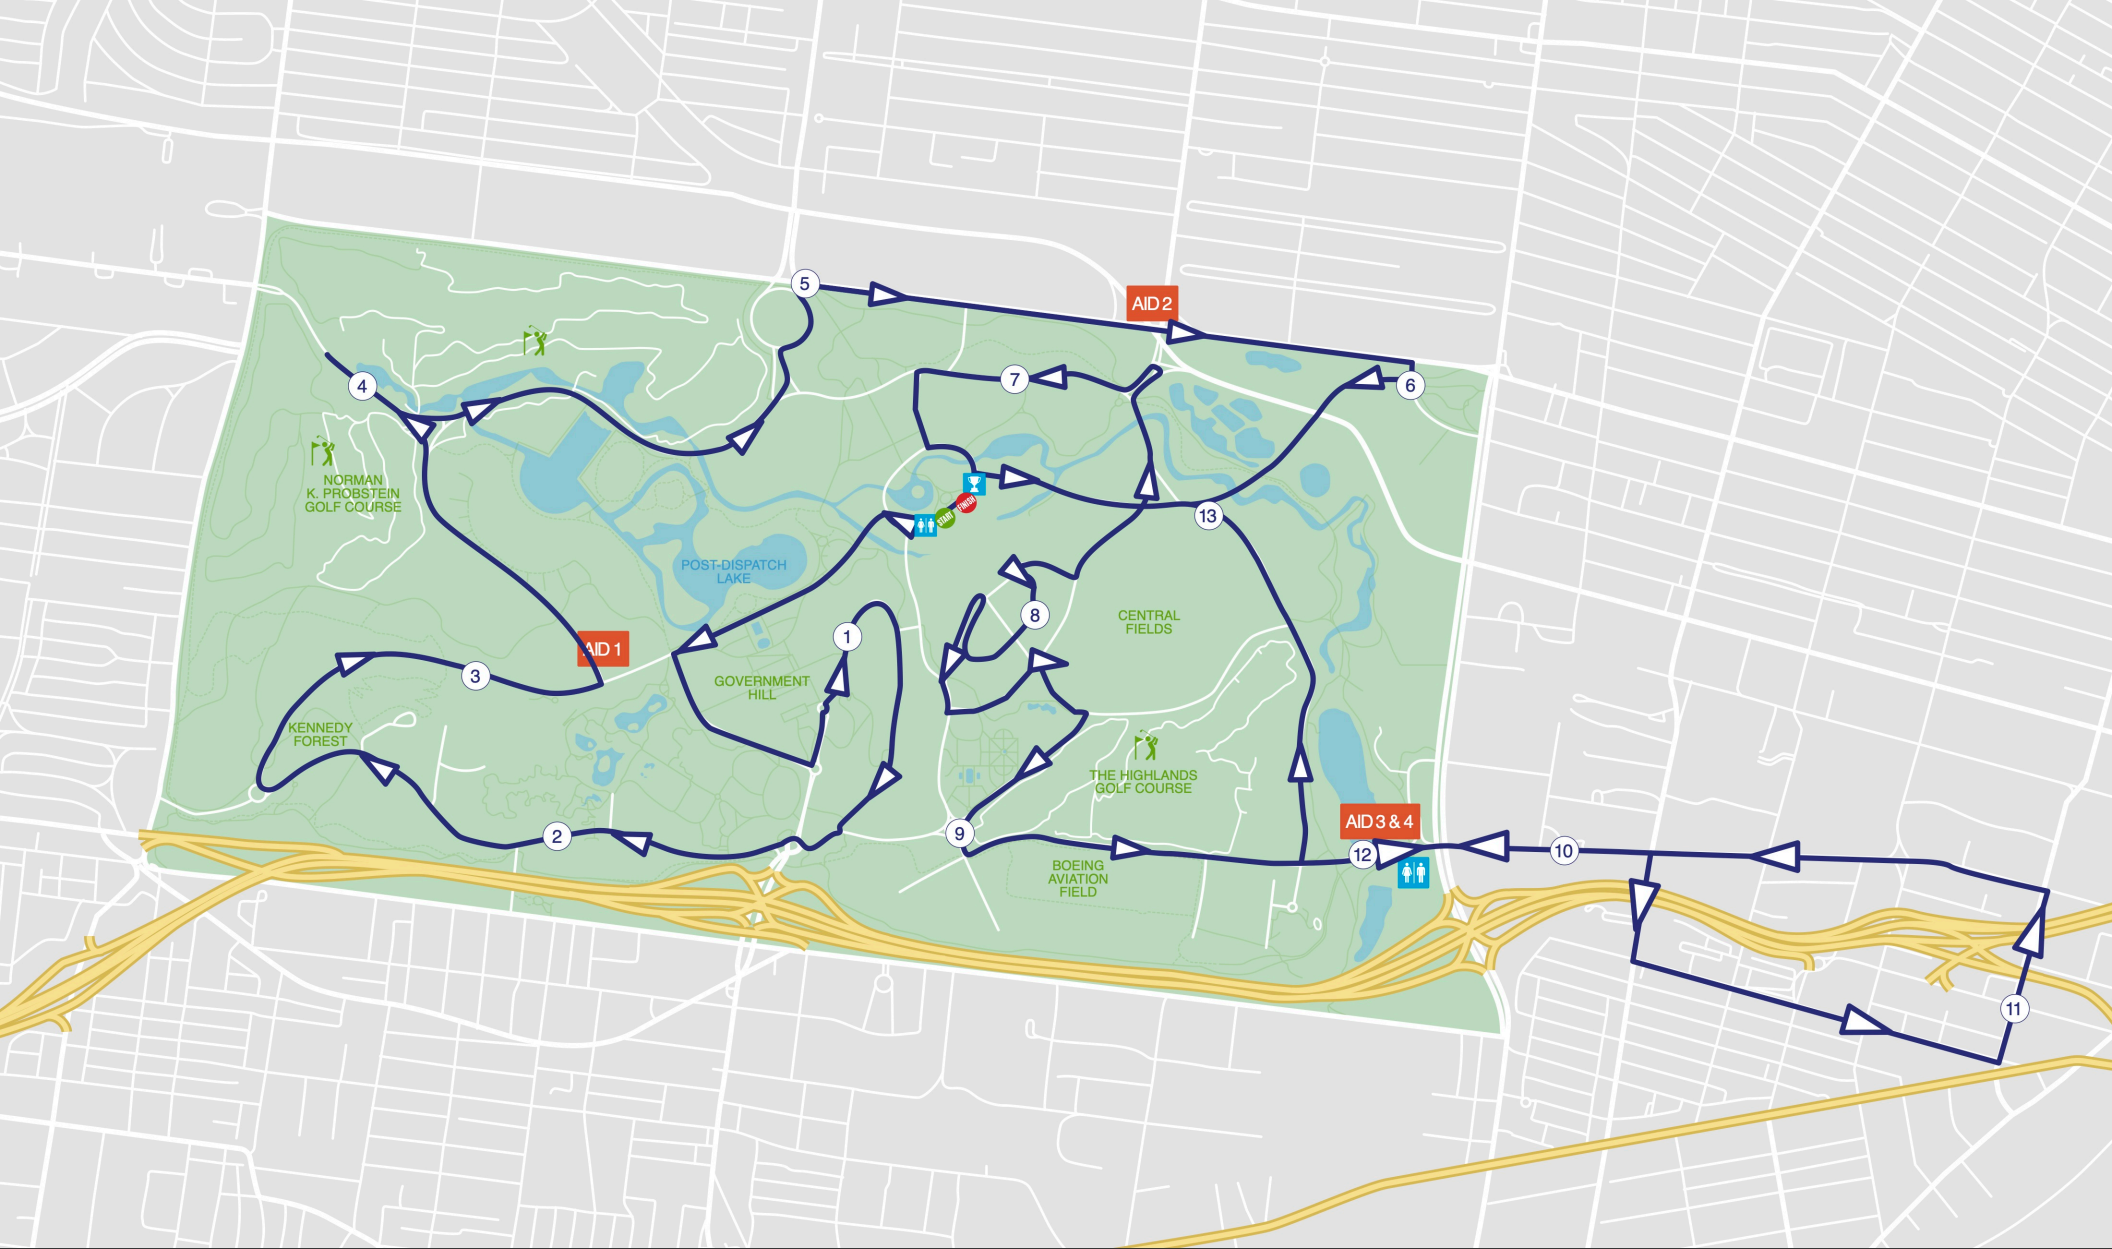 5
AID 2
4
7
6
NORMAN
K. PROBSTEIN
GOLF COURSE
FINISH
START
13
POST-DISPATCH
LAKE
8
CENTRAL
FIELDS
1
AID 1
3
GOVERNMENT
HILL
KENNEDY
FOREST
THE HIGHLANDS
GOLF COURSE
2
9
AID 3 & 4
12
10
BOEING
AVIATION
FIELD
11